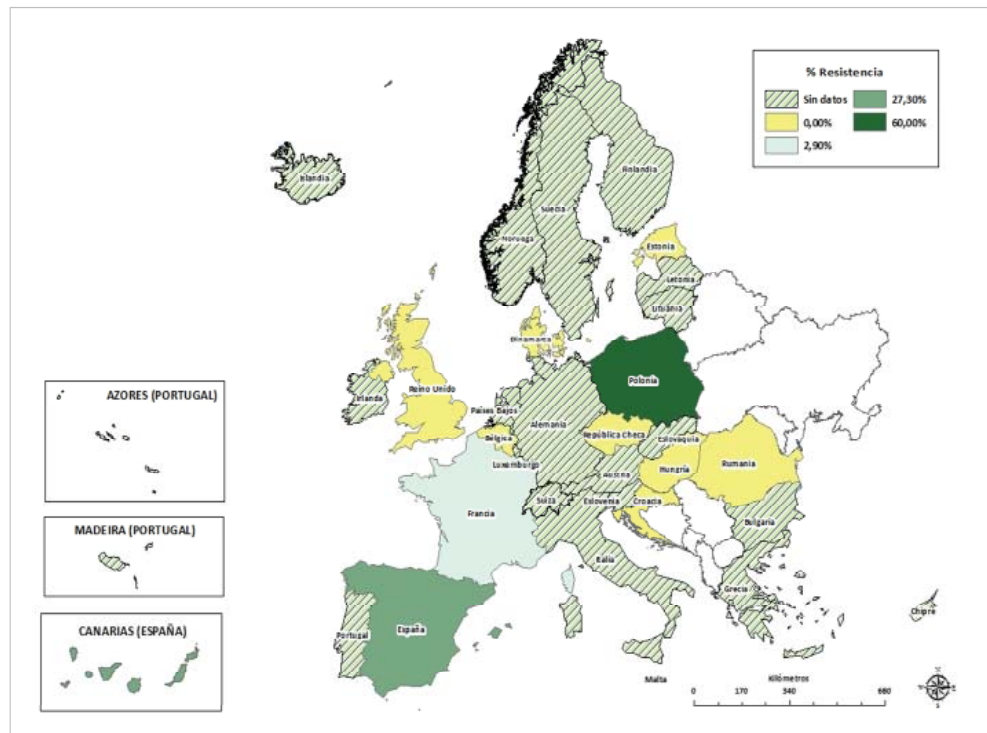 % Resistencia
Sin datos
27,30%
0,00%
60,00%
2,90%
Islandia
Finlandia
Suecia
Noruega
Estonia
Letonia
Lituania
Dinamarca
Irlanda
Reino Unido
Países Bajos
Polonia
Alemania
Bélgica
República Checa
Eslovaquia
Luxemburgo
Austria
Hungría
Rumania
Suiza
Eslovenia
Croacia
Francia
Bulgaria
Italia
Grecia
Chipre
Portugal
España
Malta
AZORES (PORTUGAL)
MADEIRA (PORTUGAL)
CANARIAS (ESPAÑA)
Kilómetros
0 170 340 680